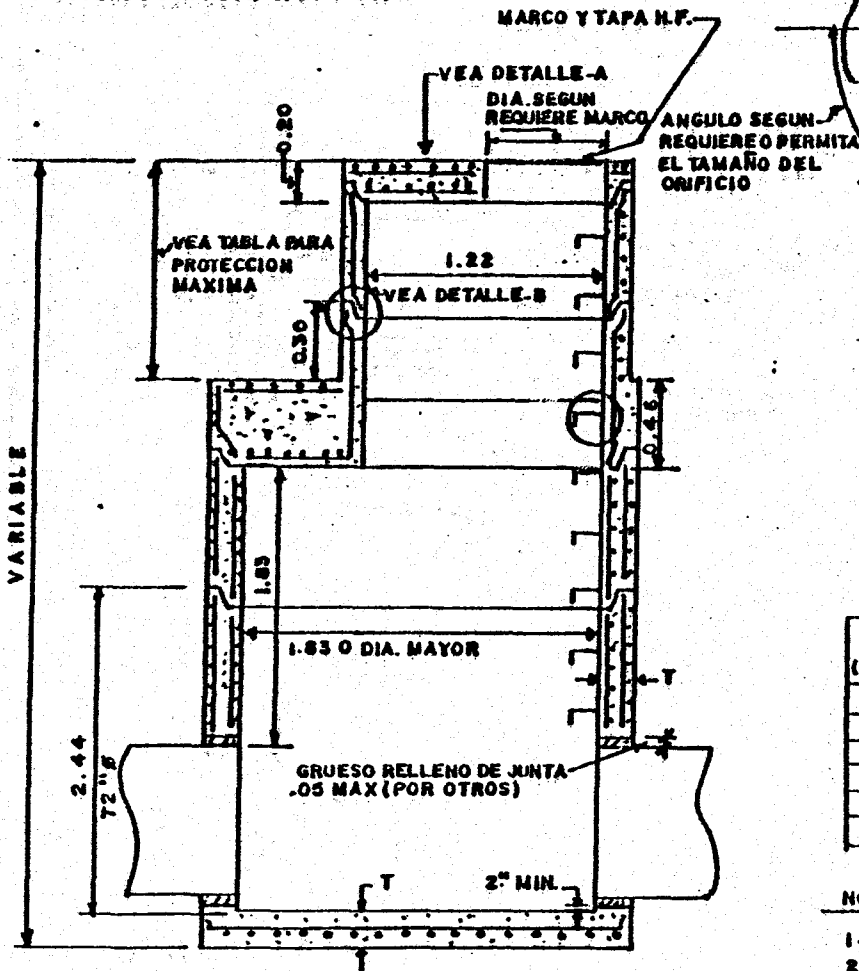 MARCO Y TAPA H.F.
VEA DETALLE-A
DIA. SEGUN
REQUIERE MARCO
ANGULO SEGUN
REQUIERE O PERMITA
EL TAMAÑO DEL
ORIFICIO
0.20
VEA TABLA PARA
PROTECCION
MAXIMA
1.22
VEA DETALLE-B
0.30
0.46
VARIABLE
1.83
1.83 O DIA. MAYOR
T
2.44
72"ø
GRUESO RELLENO DE JUNTA
.05 MAX (POR OTROS)
T
2" MIN.
(
1.
2